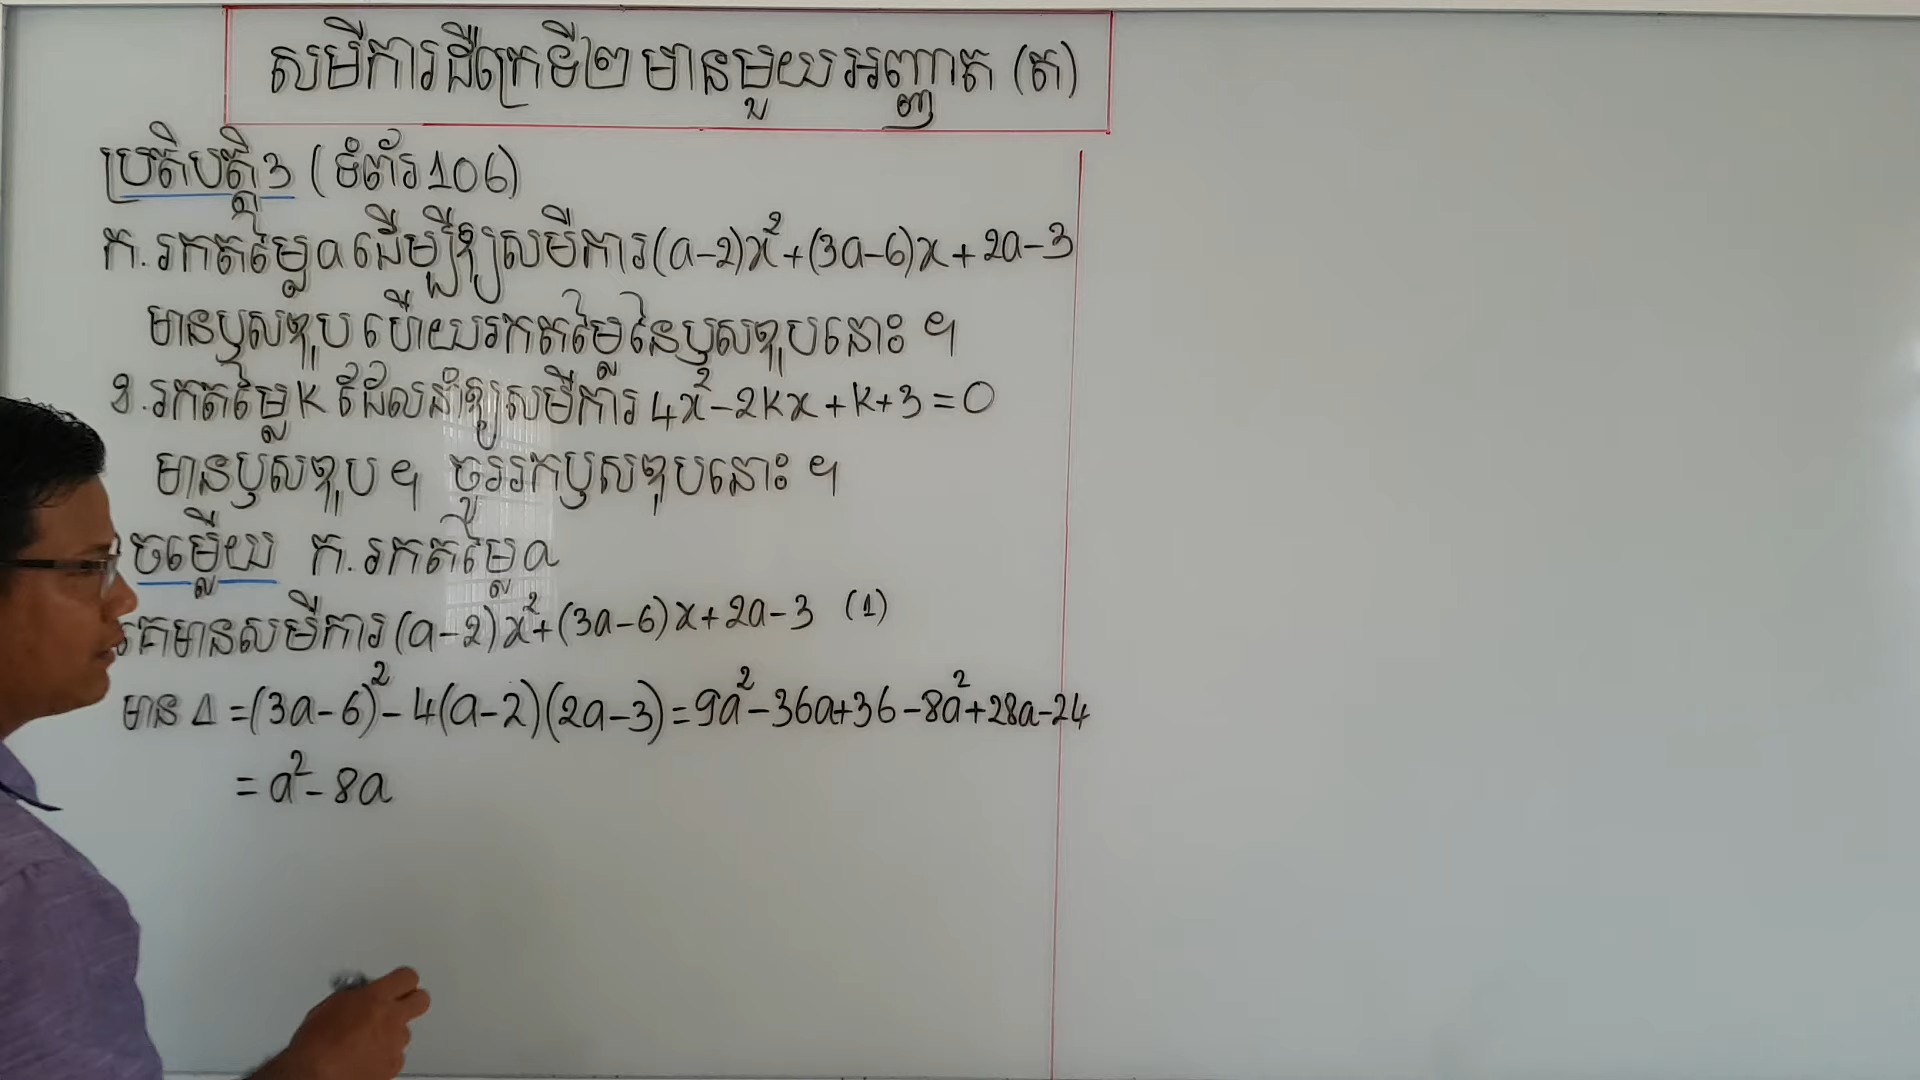 សមីការដឺក្រេទី២ មានមួយអញ្ញាត (ត)
ប្រតិបត្តិ3 (ទំព័រ 106)
ក. រកតម្លៃ a ដើម្បីឲ្យសមីការ (a-2)x²+(3a-6)x+2a-3
មានឫសឌុប ហើយរកតម្លៃនៃឫសឌុបនោះ ។
ខ. រកតម្លៃ k ដែលនាំឲ្យសមីការ 4x²-2kx+k+3=0
មានឫសឌុប ។ ចូររកឫសឌុបនោះ ។
ចម្លើយ ក. រកតម្លៃ a
គេមានសមីការ (a-2)x²+(3a-6)x+2a-3 (1)
មាន Δ =(3a-6)²-4(a-2)(2a-3)=9a²-36a+36-8a²+28a-24
= a²-8a